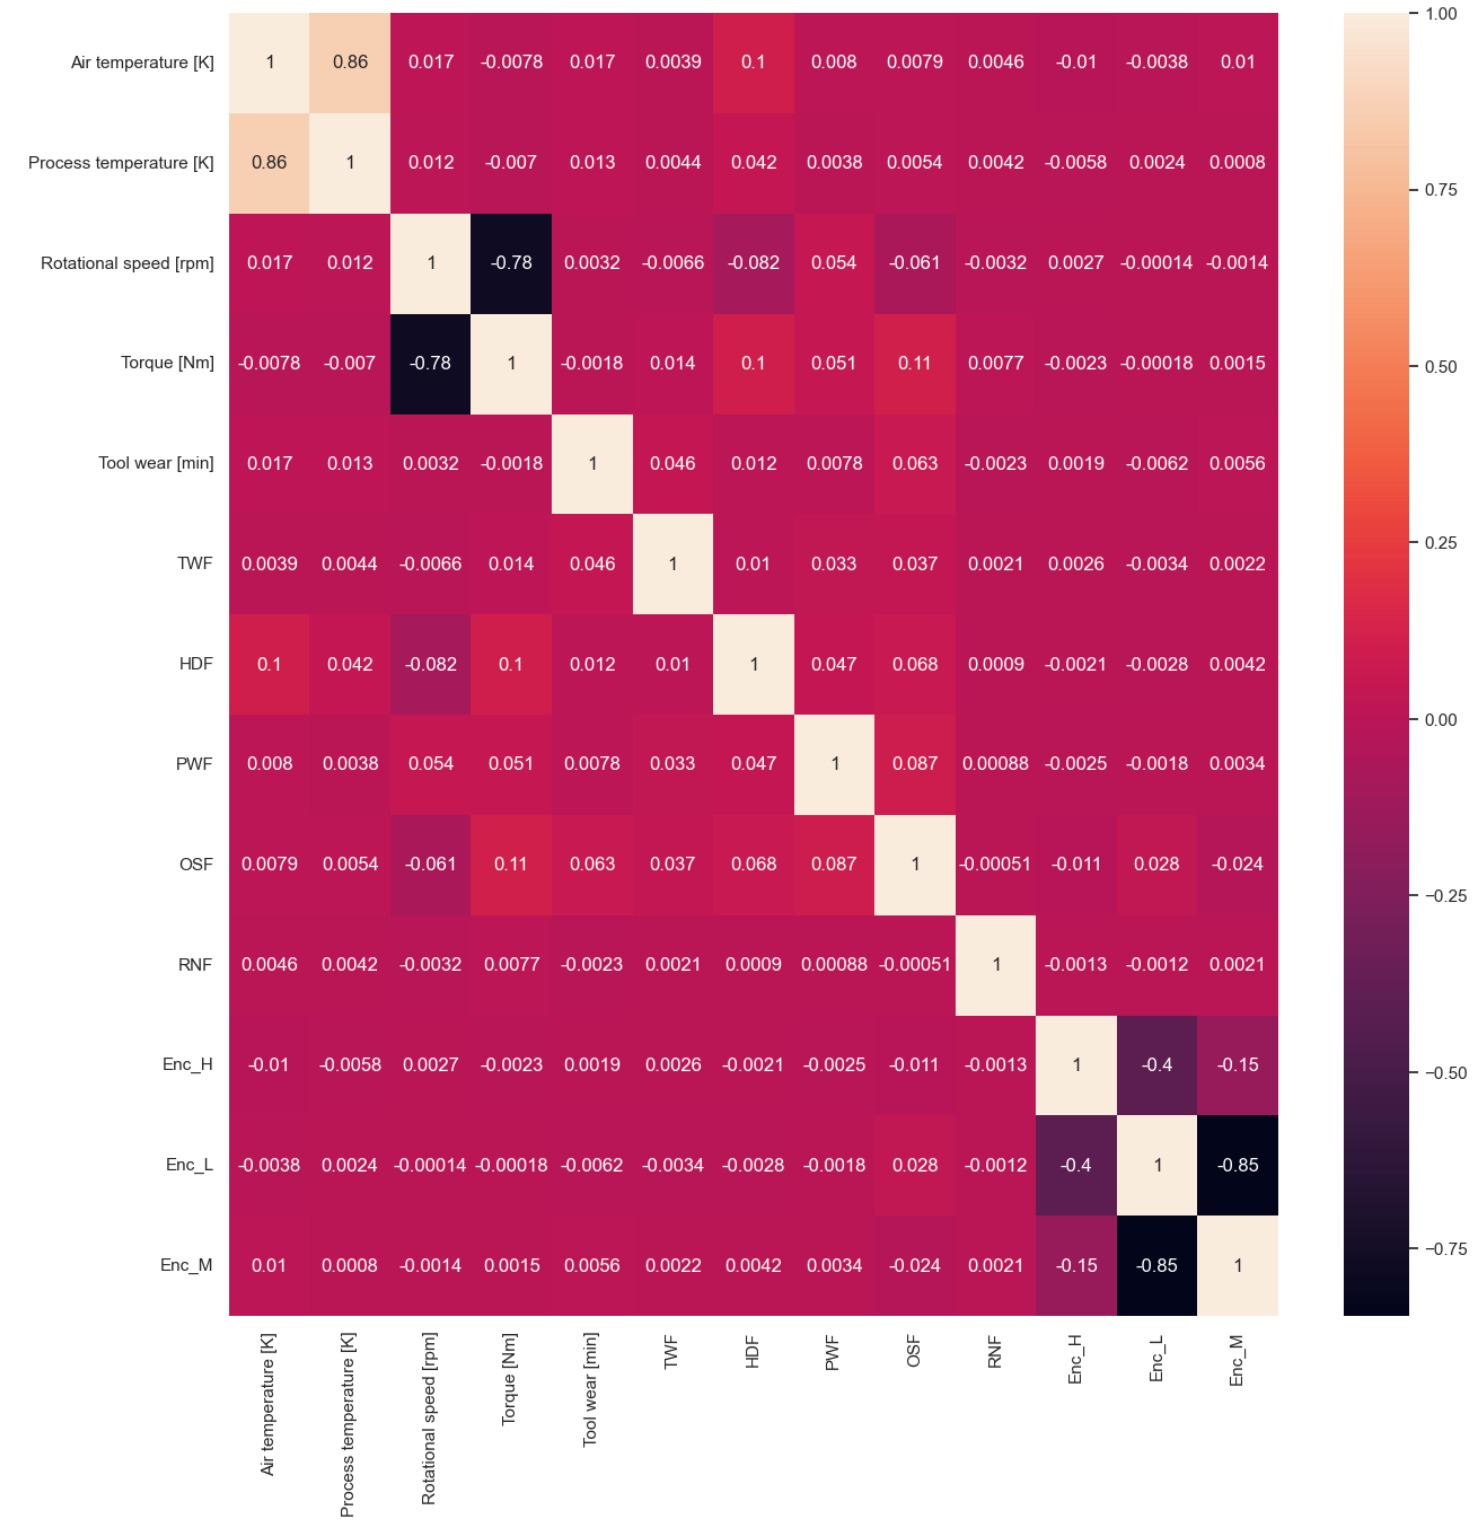 Air temperature [K] 1 0.86 0.017 -0.0078 0.017 0.0039 0.1 0.008 0.0079 0.0046 -0.01 -0.0038 0.01
Process temperature [K] 0.86 1 0.012 -0.007 0.013 0.0044 0.042 0.0038 0.0054 0.0042 -0.0058 0.0024 0.0008
Rotational speed [rpm] 0.017 0.012 1 -0.78 0.0032 -0.0066 -0.082 0.054 -0.061 -0.0032 0.0027 -0.00014 -0.0014
Torque [Nm] -0.0078 -0.007 -0.78 1 -0.0018 0.014 0.1 0.051 0.11 0.0077 -0.0023 -0.00018 0.0015
Tool wear [min] 0.017 0.013 0.0032 -0.0018 1 0.046 0.012 0.0078 0.063 -0.0023 0.0019 -0.0062 0.0056
TWF 0.0039 0.0044 -0.0066 0.014 0.046 1 0.01 0.033 0.037 0.0021 0.0026 -0.0034 0.0022
HDF 0.1 0.042 -0.082 0.1 0.012 0.01 1 0.047 0.068 0.0009 -0.0021 -0.0028 0.0042
PWF 0.008 0.0038 0.054 0.051 0.0078 0.033 0.047 1 0.087 0.00088 -0.0025 -0.0018 0.0034
OSF 0.0079 0.0054 -0.061 0.11 0.063 0.037 0.068 0.087 1 -0.00051 -0.011 0.028 -0.024
RNF 0.0046 0.0042 -0.0032 0.0077 -0.0023 0.0021 0.0009 0.00088 -0.00051 1 -0.0013 -0.0012 0.0021
Enc_H -0.01 -0.0058 0.0027 -0.0023 0.0019 0.0026 -0.0021 -0.0025 -0.011 -0.0013 1 -0.4 -0.15
Enc_L -0.0038 0.0024 -0.00014 -0.00018 -0.0062 -0.0034 -0.0028 -0.0018 0.028 -0.0012 -0.4 1 -0.85
Enc_M 0.01 0.0008 -0.0014 0.0015 0.0056 0.0022 0.0042 0.0034 -0.024 0.0021 -0.15 -0.85 1
Air temperature [K]
Process temperature [K]
Rotational speed [rpm]
Torque [Nm]
Tool wear [min]
TWF
HDF
PWF
OSF
RNF
Enc_H
Enc_L
Enc_M
1.00
0.75
0.50
0.25
0.00
−0.25
−0.50
−0.75